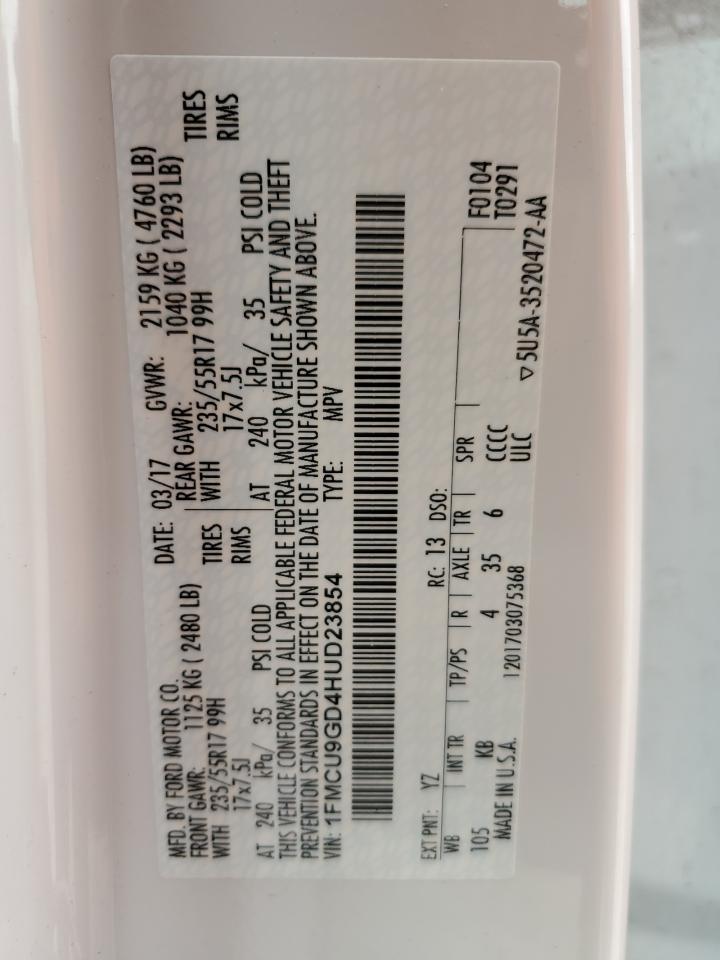 MFD. BY FORD MOTOR CO. DATE: 03/17 GVWR: 2159 KG ( 4760 LB)
FRONT GAWR: 1125 KG ( 2480 LB) REAR GAWR: 1040 KG ( 2293 LB)
WITH 235/55R17 99H TIRES WITH 235/55R17 99H TIRES
17x7.5J RIMS 17x7.5J RIMS
AT 240 kPa/ 35 PSI COLD AT 240 kPa/ 35 PSI COLD
THIS VEHICLE CONFORMS TO ALL APPLICABLE FEDERAL MOTOR VEHICLE SAFETY AND THEFT
PREVENTION STANDARDS IN EFFECT ON THE DATE OF MANUFACTURE SHOWN ABOVE.
VIN: 1FMCU9GD4HUD23854 TYPE: MPV
EXT PNT: YZ RC: 13 DSO:
WB INT TR TP/PS R AXLE TR SPR F0104
105 KB 4 35 6 CCCC T0291
MADE IN U.S.A. 1201703075368 ULC
▽5U5A-3520472-AA